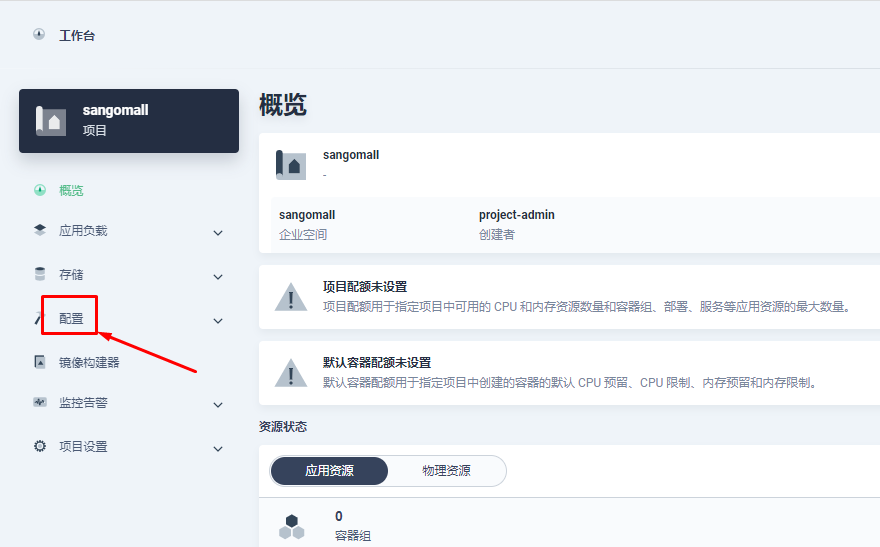 工作台
sangomall
项目
概览
应用负载
存储
配置
镜像构建器
监控告警
项目设置
概览
sangomall
-
sangomall
企业空间
project-admin
创建者
项目配额未设置
项目配额用于指定项目中可用的 CPU 和内存资源数量和容器组、部署、服务等应用资源的最大数量。
默认容器配额未设置
默认容器配额用于指定项目中创建的容器的默认 CPU 预留、CPU 限制、内存预留和内存限制。
资源状态
应用资源
物理资源
0
容器组